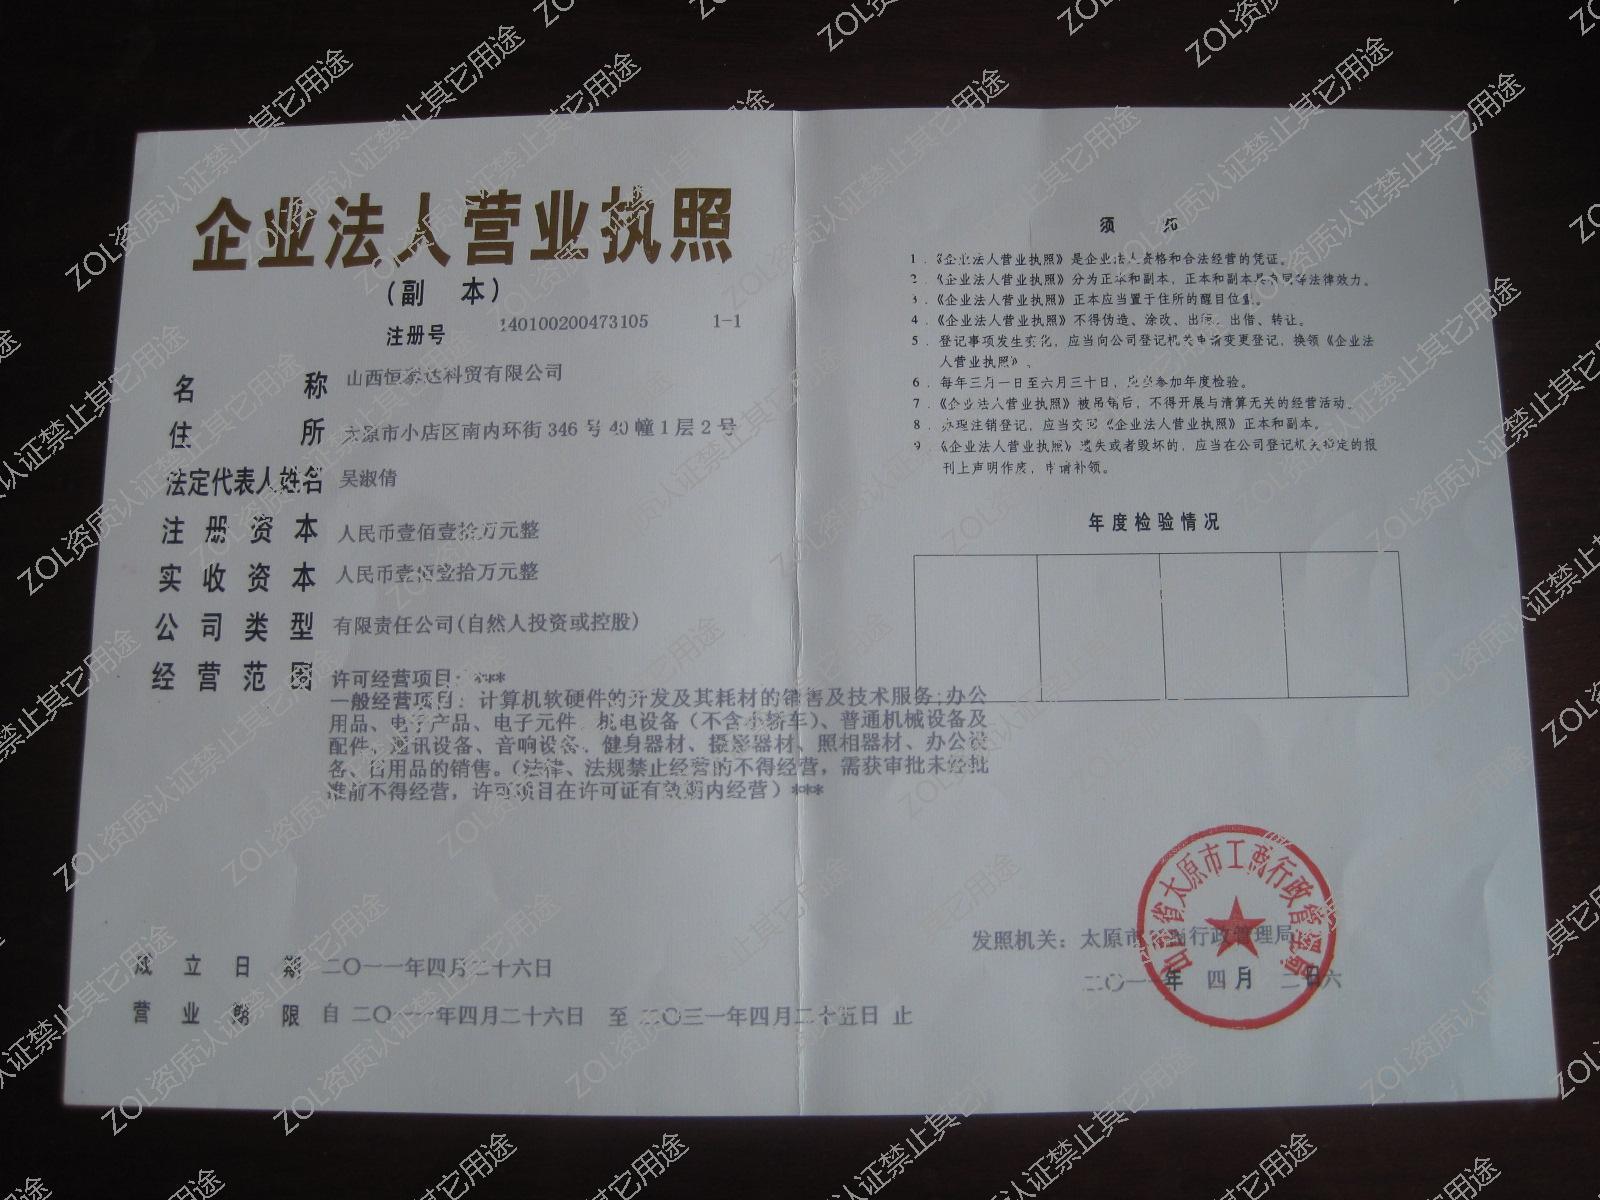 企业法人营业执照
(副 本)
注册号 140100200473105 1-1
名 称 山西恒泰达科贸有限公司
住 所 太原市小店区南内环街346号40幢1层2号
法定代表人姓名 吴淑倩
注册资本 人民币壹佰壹拾万元整
实收资本 人民币壹佰壹拾万元整
公司类型 有限责任公司(自然人投资或控股)
经营范围 许可经营项目：***
一般经营项目：计算机软硬件的开发及其耗材的销售及技术服务;办公
用品、电子产品、电子元件、机电设备（不含小轿车）、普通机械设备及
配件、通讯设备、音响设备、健身器材、摄影器材、照相器材、办公设
备、日用品的销售。（法律、法规禁止经营的不得经营，需获审批未经批
准前不得经营，许可项目在许可证有效期内经营）***
成立日期 二〇一一年四月二十六日
营业期限 自 二〇一一年四月二十六日 至 二〇三一年四月二十五日 止
须 知
1．《企业法人营业执照》是企业法人资格和合法经营的凭证。
2．《企业法人营业执照》分为正本和副本，正本和副本具有同等法律效力。
3．《企业法人营业执照》正本应当置于住所的醒目位置。
4．《企业法人营业执照》不得伪造、涂改、出租、出借、转让。
5．登记事项发生变化，应当向公司登记机关申请变更登记，换领《企业法
人营业执照》。
6．每年三月一日至六月三十日，应当参加年度检验。
7．《企业法人营业执照》被吊销后，不得开展与清算无关的经营活动。
8．办理注销登记，应当交回《企业法人营业执照》正本和副本。
9．《企业法人营业执照》遗失或者毁坏的，应当在公司登记机关指定的报
刊上声明作废，申请补领。
年度检验情况
山西省太原市工商行政管理局
发照机关：太原市工商行政管理局
二〇一一年 四月 二 日六
ZOL资质认证禁止其它用途